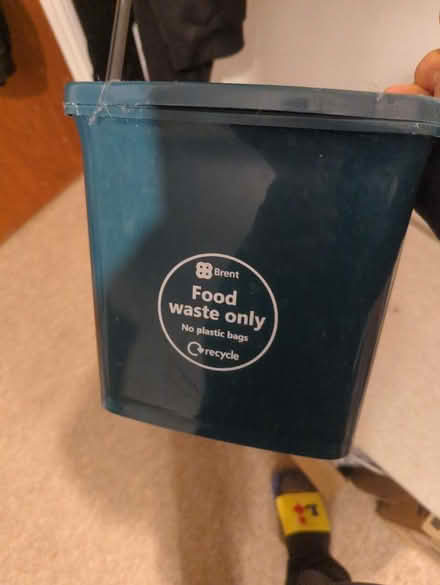 Brent
Food
waste only
No plastic bags
recycle